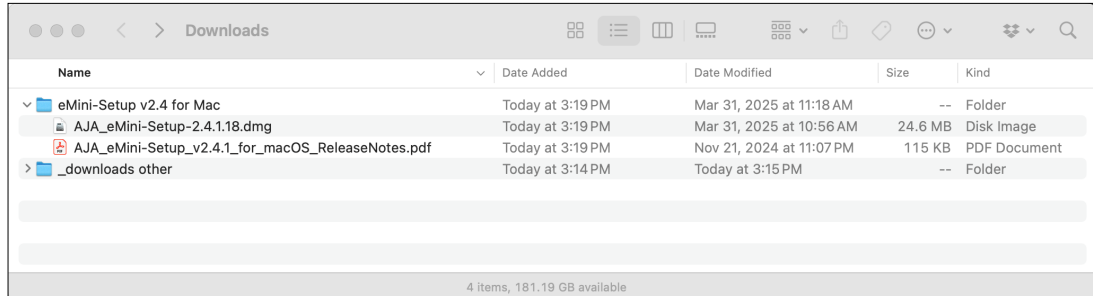 Downloads
Name Date Added Date Modified Size Kind
eMini-Setup v2.4 for Mac Today at 3:19 PM Mar 31, 2025 at 11:18 AM -- Folder
AJA_eMini-Setup-2.4.1.18.dmg Today at 3:19 PM Mar 31, 2025 at 10:56 AM 24.6 MB Disk Image
AJA_eMini-Setup_v2.4.1_for_macOS_ReleaseNotes.pdf Today at 3:19 PM Nov 21, 2024 at 11:07 PM 115 KB PDF Document
_downloads other Today at 3:14 PM Today at 3:15 PM -- Folder
4 items, 181.19 GB available